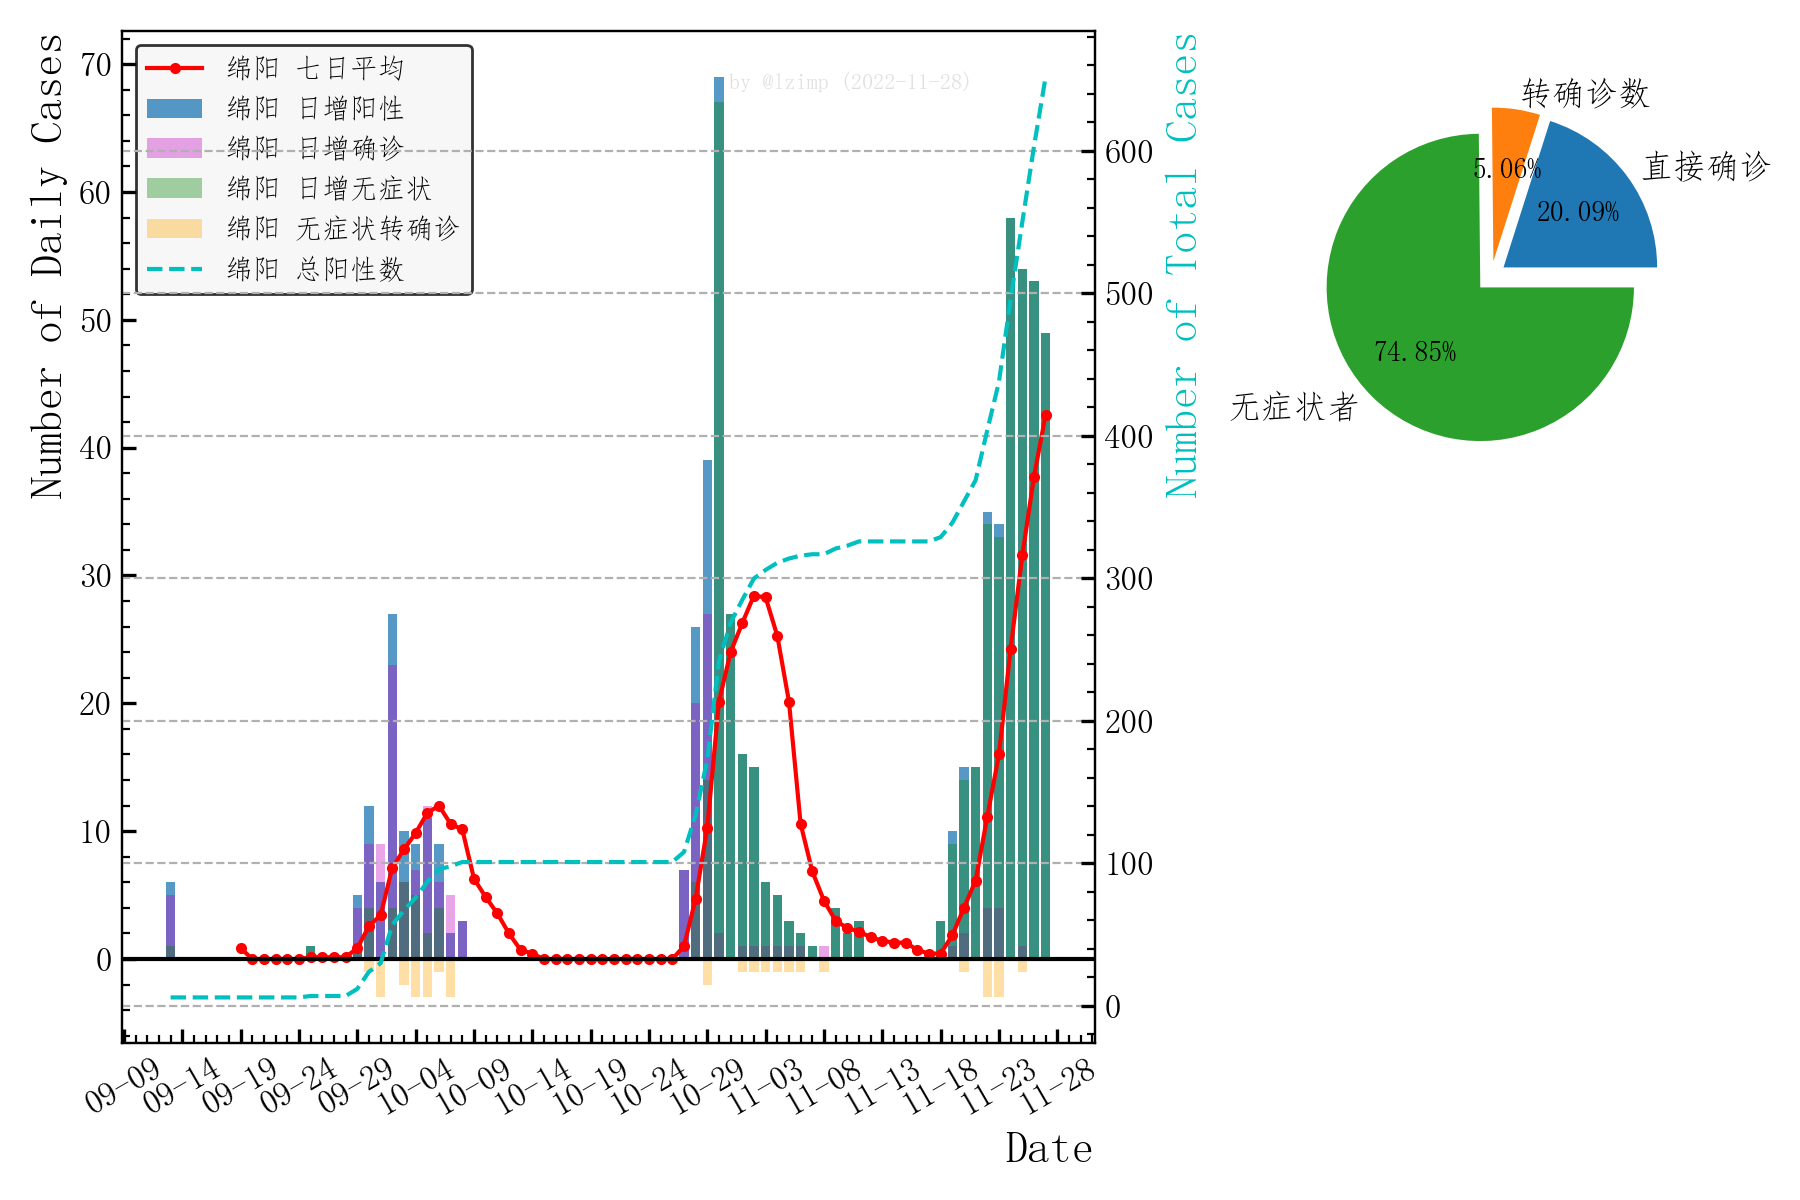 Number of Daily Cases
70
60
50
40
30
20
10
0
绵阳 七日平均
绵阳 日增阳性
绵阳 日增确诊
绵阳 日增无症状
绵阳 无症状转确诊
绵阳 总阳性数
by @lzimp (2022-11-28)
600
500
400
300
200
100
0
Number of Total Cases
09-09
09-14
09-19
09-24
09-29
10-04
10-09
10-14
10-19
10-24
10-29
11-03
11-08
11-13
11-18
11-23
11-28
Date
转确诊数
直接确诊
5.06%
20.09%
74.85%
无症状者